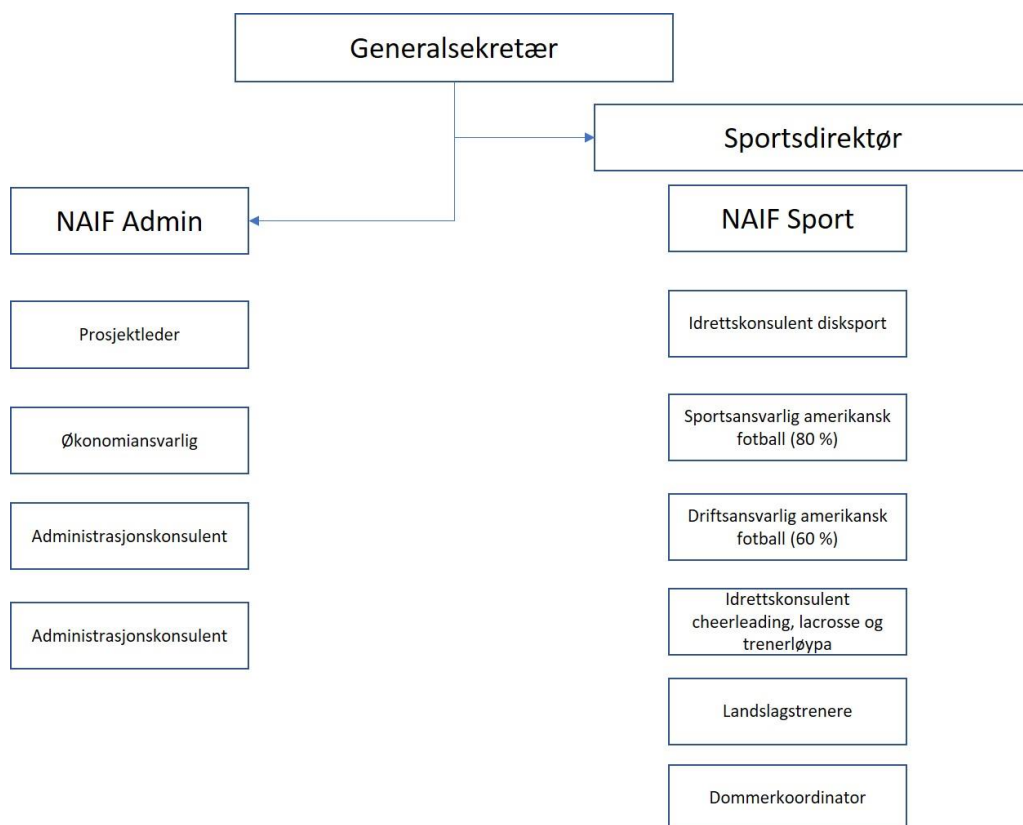 Generalsekretær
Sportsdirektør
NAIF Admin
NAIF Sport
Prosjektleder
Økonomiansvarlig
Administrasjonskonsulent
Administrasjonskonsulent
Idrettskonsulent disksport
Sportsansvarlig amerikansk
fotball (80 %)
Driftsansvarlig amerikansk
fotball (60 %)
Idrettskonsulent
cheerleading, lacrosse og
trenerløypa
Landslagstrenere
Dommerkoordinator